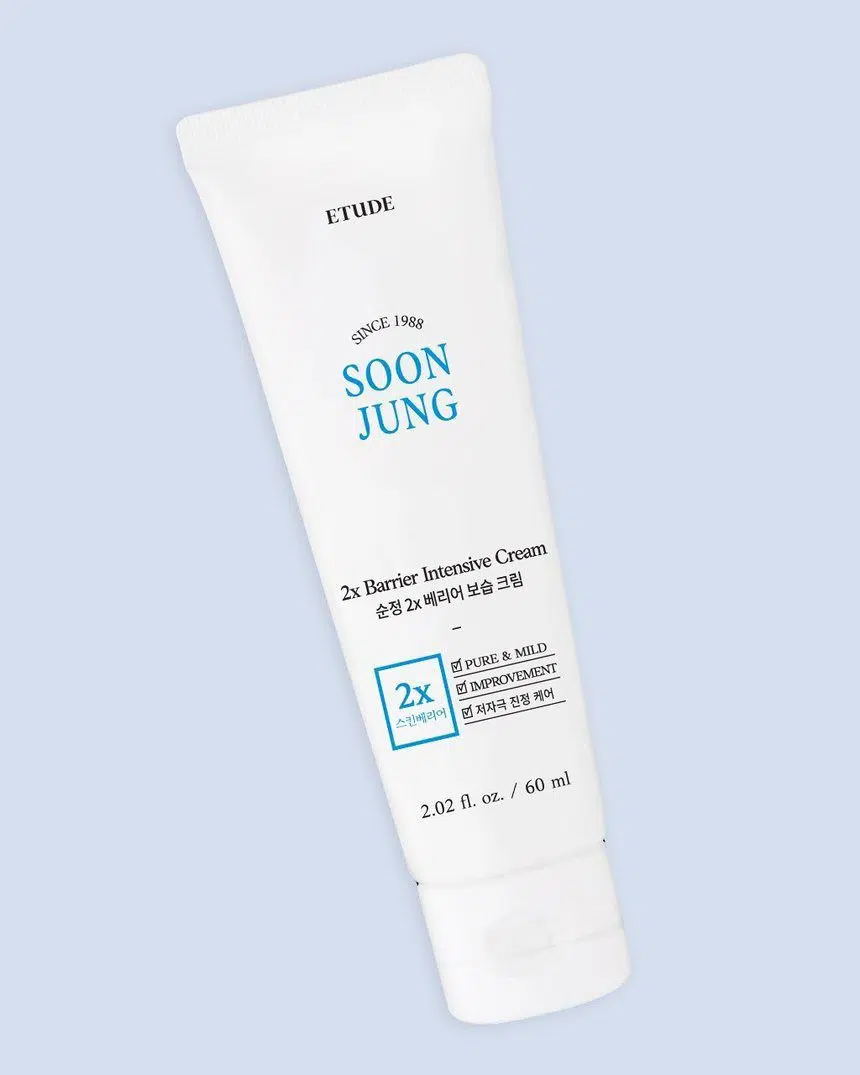 ETUDE
SINCE 1988
SOON
JUNG
2x Barrier Intensive Cream
순정 2x 베리어 보습 크림
–
2x
스킨베리어
☑ PURE & MILD
☑ IMPROVEMENT
☑ 저자극 진정 케어
2.02 fl. oz. / 60 ml